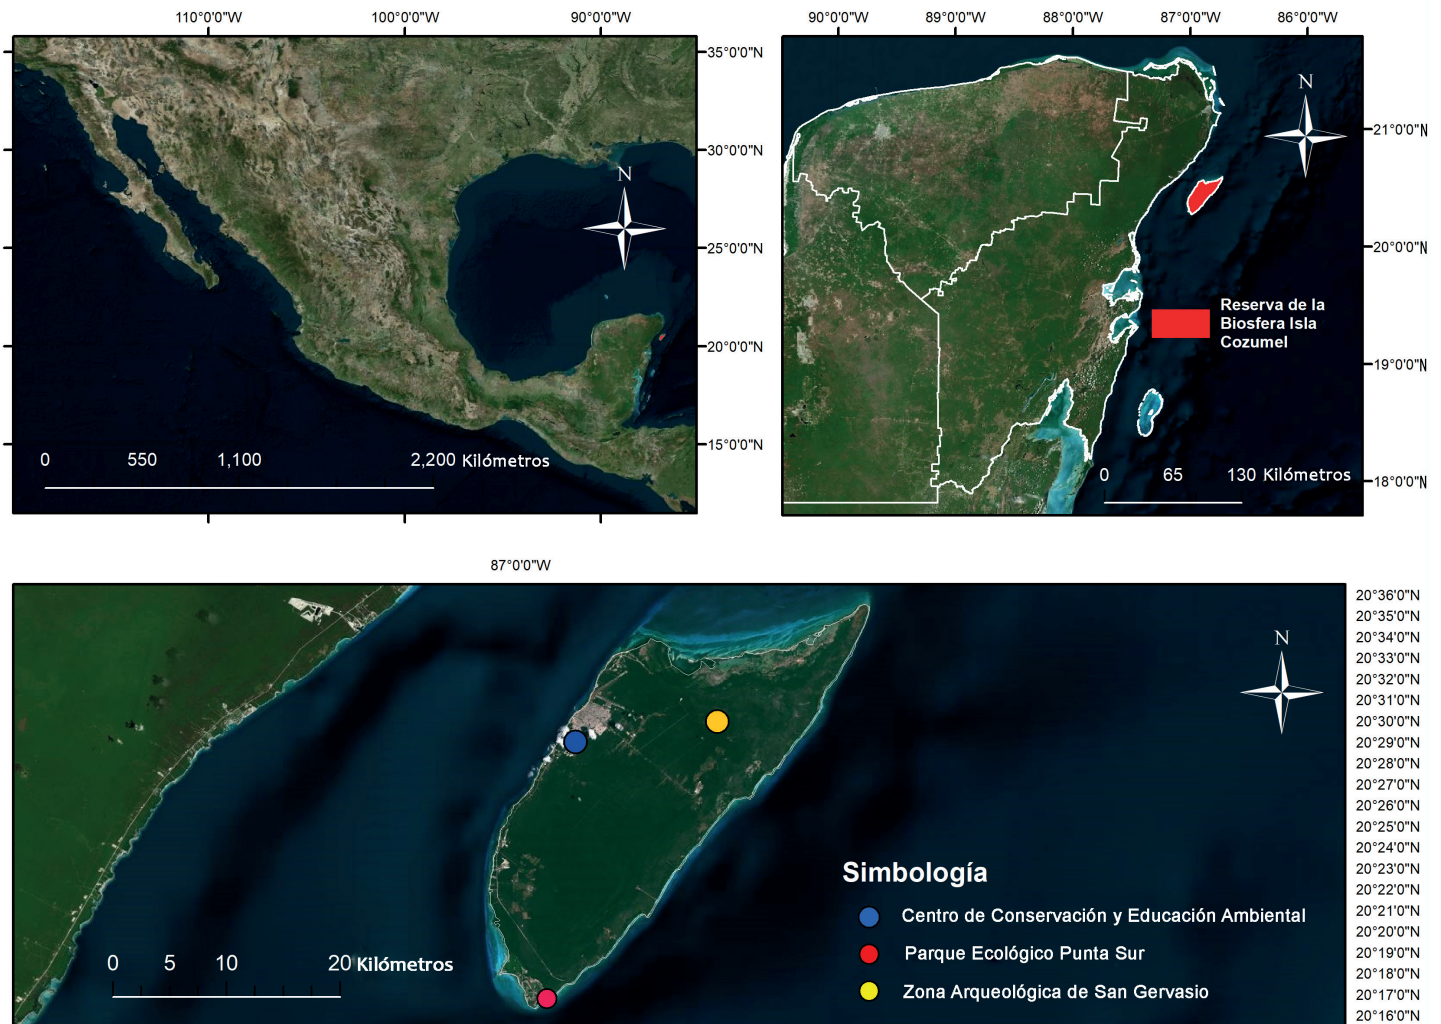 110°0'0"W 100°0'0"W 90°0'0"W
35°0'0"N
30°0'0"N
25°0'0"N
20°0'0"N
15°0'0"N
N
0 550 1,100 2,200 Kilómetros
90°0'0"W 89°0'0"W 88°0'0"W 87°0'0"W 86°0'0"W
N
21°0'0"N
20°0'0"N
19°0'0"N
18°0'0"N
Reserva de la
Biosfera Isla
Cozumel
0 65 130 Kilómetros
87°0'0"W
20°36'0"N
20°35'0"N
20°34'0"N
20°33'0"N
20°32'0"N
20°31'0"N
20°30'0"N
20°29'0"N
20°28'0"N
20°27'0"N
20°26'0"N
20°25'0"N
20°24'0"N
20°23'0"N
20°22'0"N
20°21'0"N
20°20'0"N
20°19'0"N
20°18'0"N
20°17'0"N
20°16'0"N
N
Simbología
Centro de Conservación y Educación Ambiental
Parque Ecológico Punta Sur
Zona Arqueológica de San Gervasio
0 5 10 20 Kilómetros